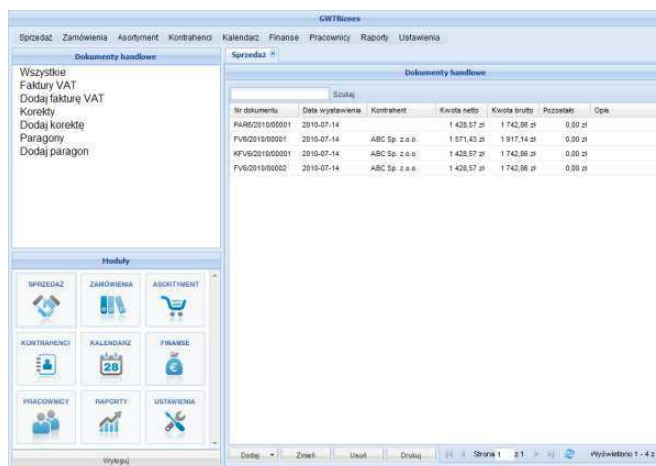 GWTBiznes
Sprzedaż Zamówienia Asortyment Kontrahenci Kalendarz Finanse Pracownicy Raporty Ustawienia
Dokumenty handlowe
Wszystkie
Faktury VAT
Dodaj fakturę VAT
Korekty
Dodaj korektę
Paragony
Dodaj paragon
Moduły
SPRZEDAŻ ZAMÓWIENIA ASORTYMENT
KONTRAHENCI KALENDARZ FINANSE
28
PRACOWNICY RAPORTY USTAWIENIA
Wyloguj
Sprzedaż
Dokumenty handlowe
Szukaj
Nr dokumentu Data wystawienia Kontrahent Kwota netto Kwota brutto Pozostało Opis
PAR6/2010/00001 2010-07-14 1 428,57 zł 1 742,86 zł 0,00 zł
FV6/2010/00001 2010-07-14 ABC Sp. z.o.o. 1 571,43 zł 1 917,14 zł 0,00 zł
KFV6/2010/00001 2010-07-14 ABC Sp. z.o.o. 1 428,57 zł 1 742,86 zł 0,00 zł
FV6/2010/00002 2010-07-14 ABC Sp. z.o.o. 1 428,57 zł 1 742,86 zł 0,00 zł
Dodaj Zmień Usuń Drukuj Strona 1 z 1 Wyświetlono 1 - 4 z